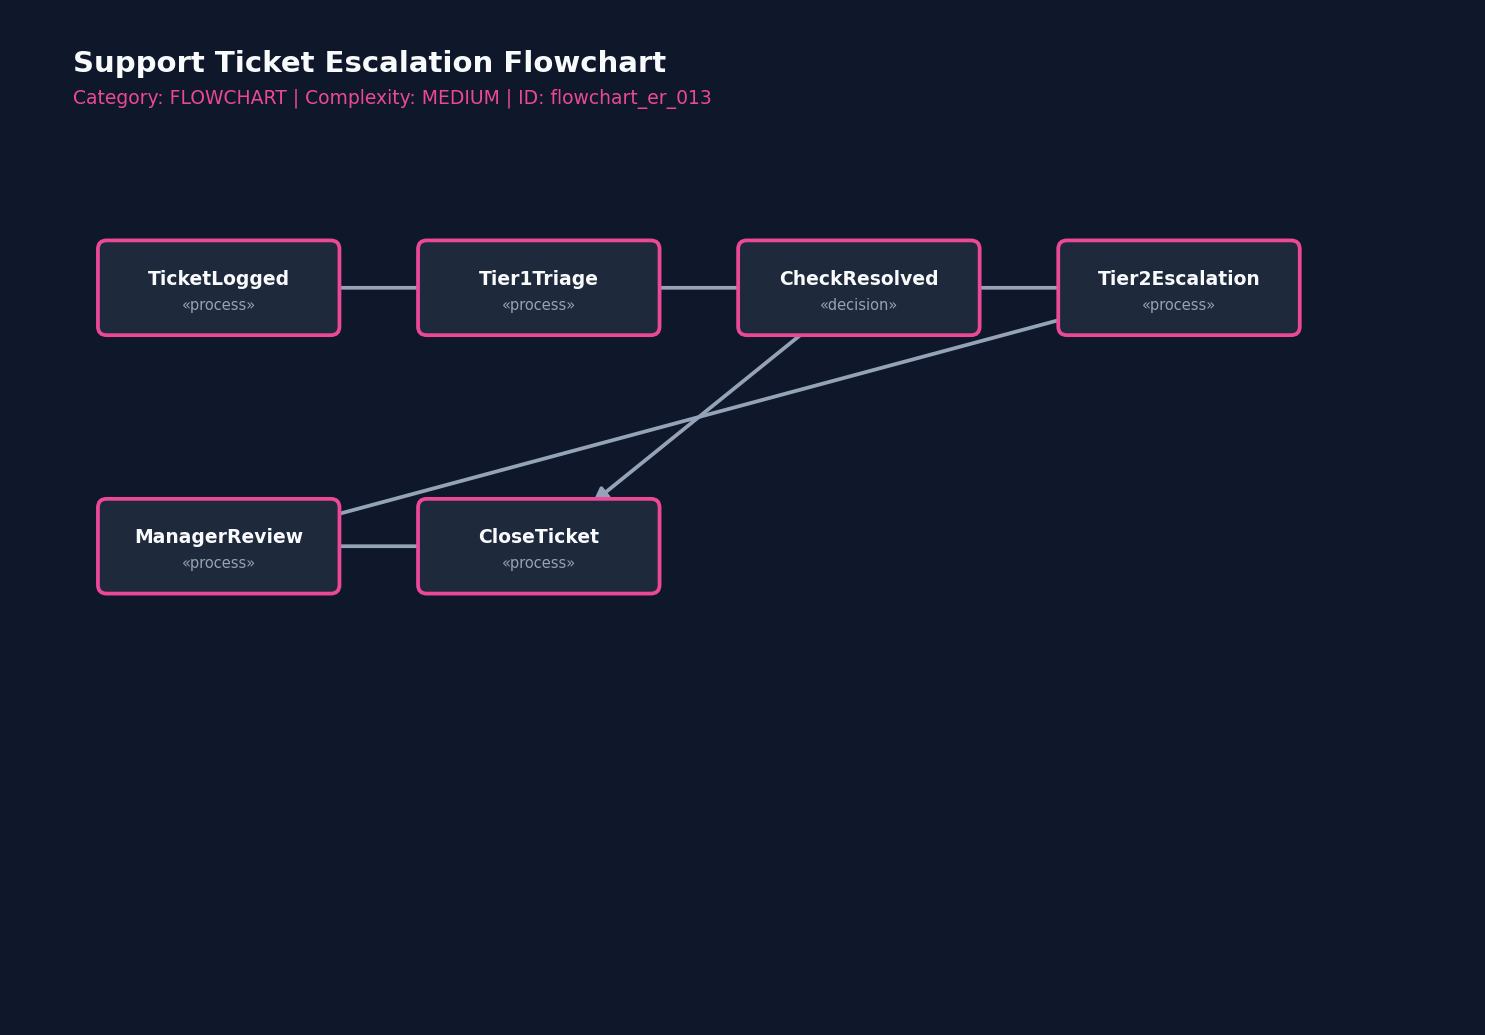 Support Ticket Escalation Flowchart
Category: FLOWCHART | Complexity: MEDIUM | ID: flowchart_er_013
TicketLogged
«process»
Tier1Triage
«process»
CheckResolved
«decision»
Tier2Escalation
«process»
ManagerReview
«process»
CloseTicket
«process»